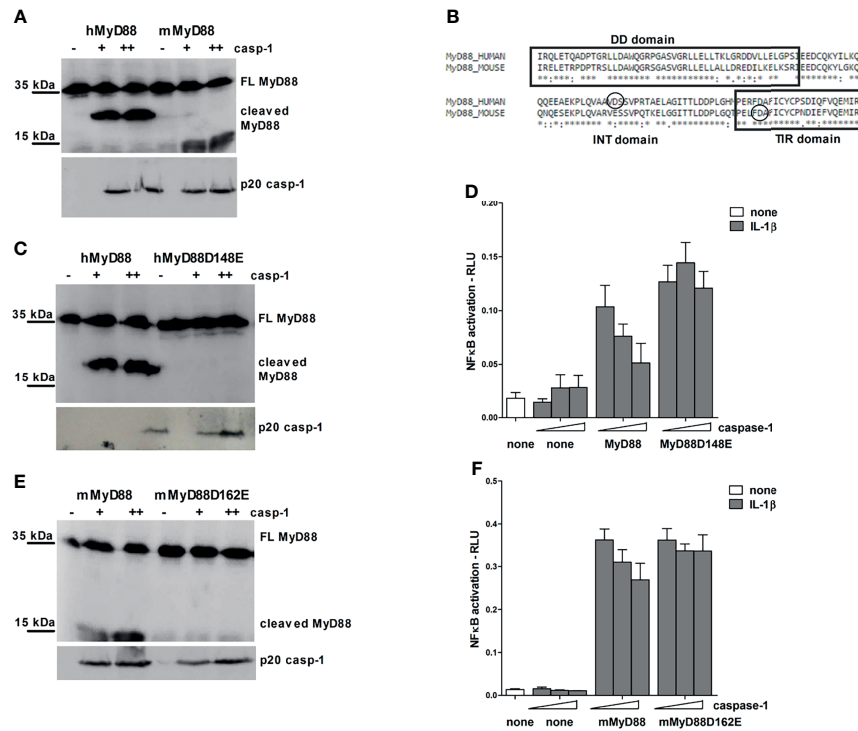 A
hMyD88 mMyD88
- + ++ - + ++ casp-1
35 kDa
FL MyD88
cleaved
MyD88
15 kDa
p20 casp-1
B
DD domain
MyD88_HUMAN IRQLETQADPTGRLLDAWQGRPGASVGRLLELLTKLGRDDVLLELGPSIEEDCQKYILKQ
MyD88_MOUSE IRELETRPDPTRSLLDAWQGRSGASVGRLLELLALLDREDILKELKSRIEEDCQKYLGKQ
MyD88_HUMAN QQEEAEKPLQVAAVDSSVPRTAELAGITTLDDPLGHMPERFDAFICYCPSDIQFVQEMIR
MyD88_MOUSE NQESEKPLQVARVESSVPQTKELGGITTLDDPLGQTPELFDAFICYCPNDIEFVQEMIR
INT domain
TIR domain
C
hMyD88 hMyD88D148E
- + ++ - + ++ casp-1
35 kDa
FL MyD88
cleaved
MyD88
15 kDa
p20 casp-1
D
none
IL-1β
NFκB activation - RLU
0.20
0.15
0.10
0.05
0.00
caspase-1
none none MyD88 MyD88D148E
E
mMyD88 mMyD88D162E
- + ++ - + ++ casp-1
35 kDa
FL MyD88
15 kDa
cleaved MyD88
p20 casp-1
F
none
IL-1β
NFκB activation - RLU
0.5
0.4
0.3
0.2
0.1
0.0
caspase-1
none none mMyD88 mMyD88D162E